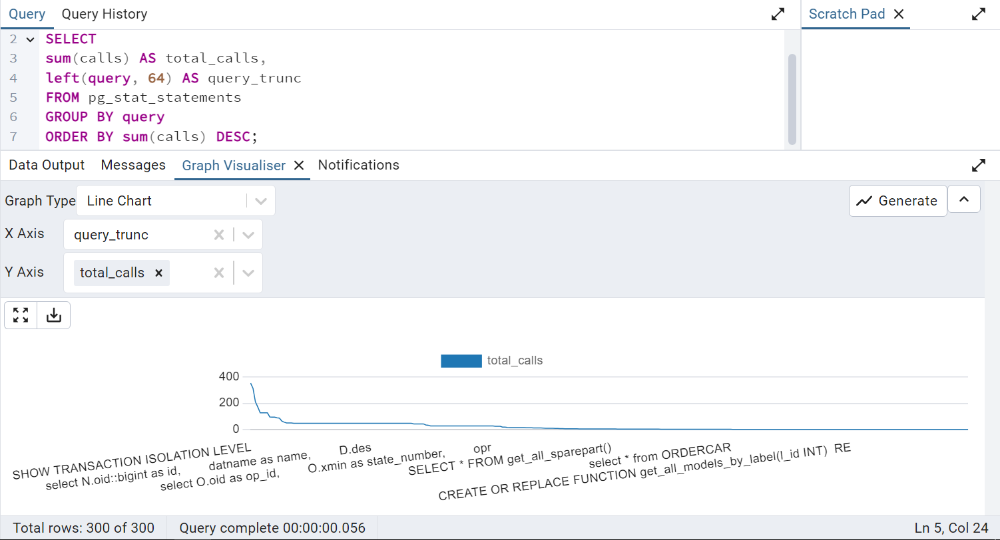 Query Query History Scratch Pad
2 SELECT
3 sum(calls) AS total_calls,
4 left(query, 64) AS query_trunc
5 FROM pg_stat_statements
6 GROUP BY query
7 ORDER BY sum(calls) DESC;
Data Output Messages Graph Visualiser Notifications
Graph Type Line Chart Generate
X Axis query_trunc
Y Axis total_calls
total_calls
400
200
0
SHOW TRANSACTION ISOLATION LEVEL
select N.oid::bigint as id, datname as name, D.des
select O.oid as op_id, O.xmin as state_number, opr
SELECT * FROM get_all_sparepart()
select * from ORDERCAR
CREATE OR REPLACE FUNCTION get_all_models_by_label(l_id INT) RE
Total rows: 300 of 300 Query complete 00:00:00.056 Ln 5, Col 24